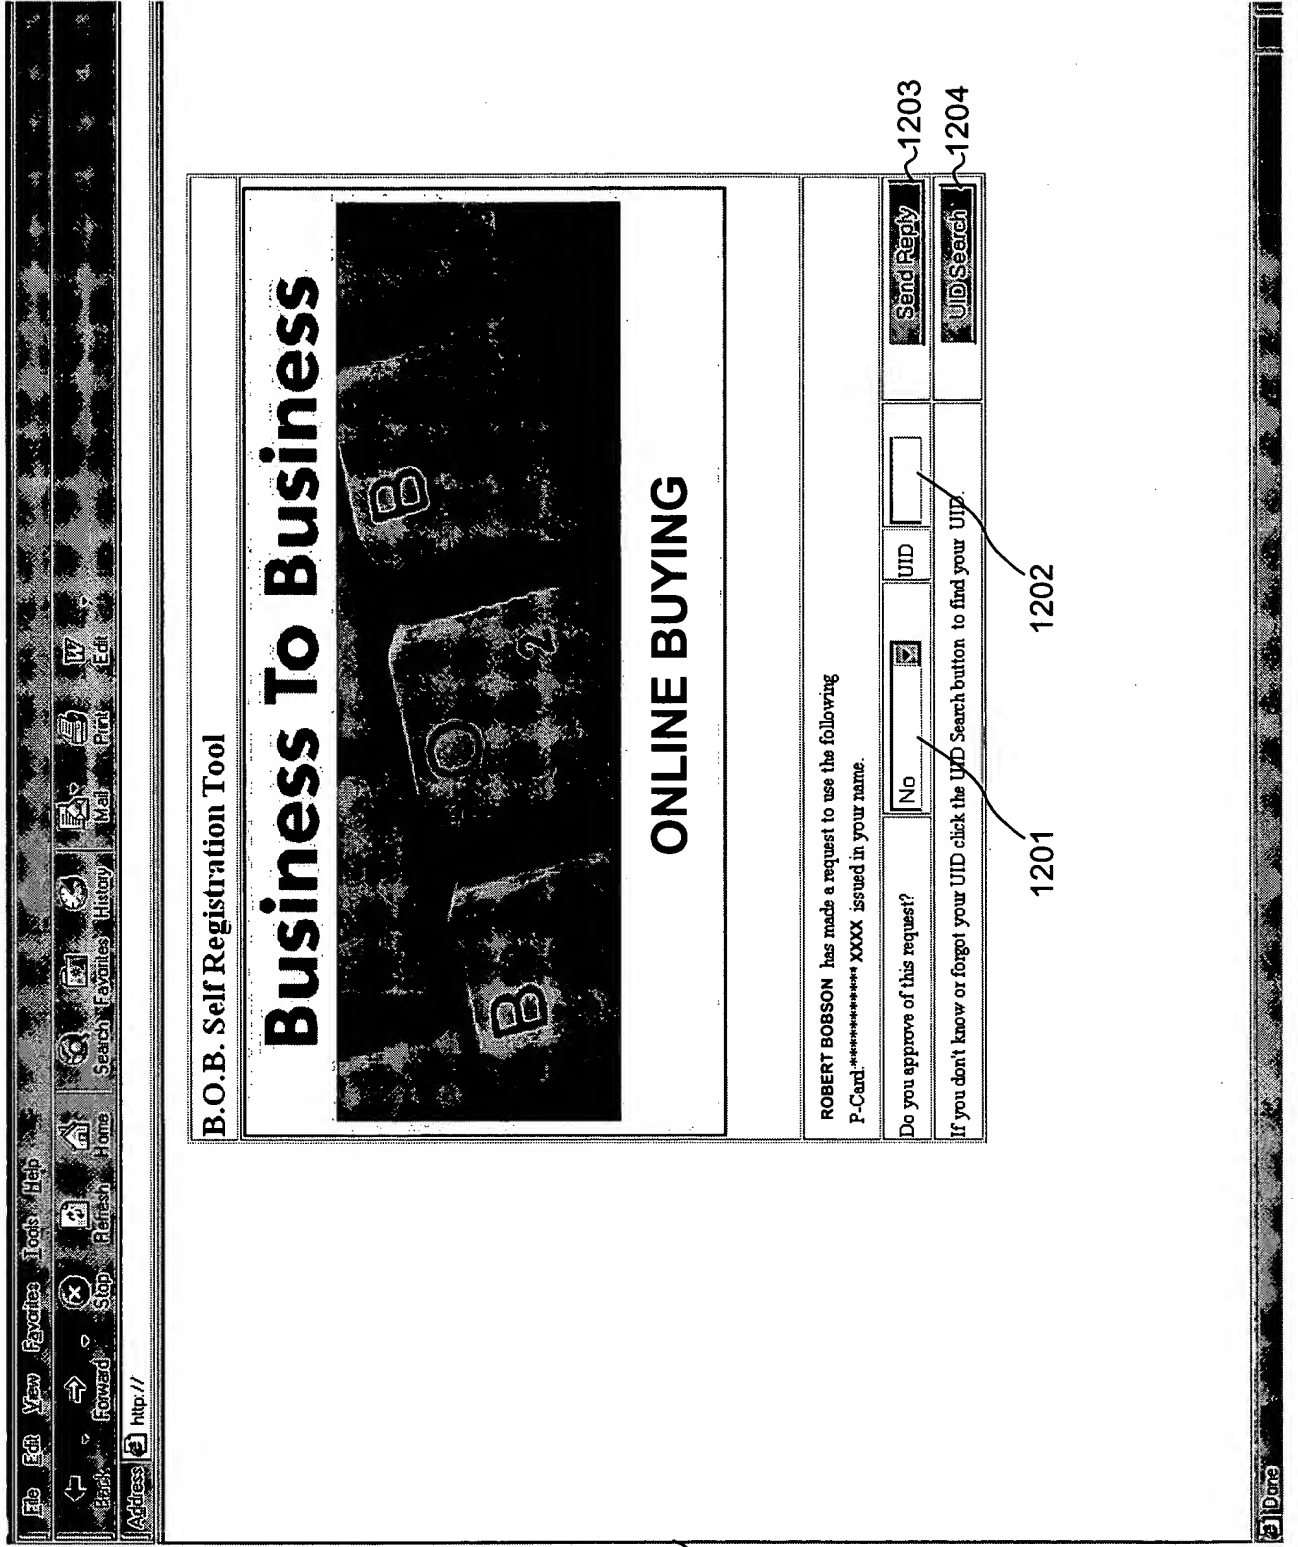 File Edit View Favorites Tools Help
Back Forward Stop Refresh Home Search Favorites History Mail Print Edit
Address http://
B.O.B. Self Registration Tool
Business To Business
B O B
2
ONLINE BUYING
ROBERT BOBSON has made a request to use the following
P-Card:************XXXX issued in your name.
Do you approve of this request? No UID Send Reply
If you don't know or forgot your UID click the UID Search button to find your UID. UID Search
1201
1202
1203
1204
Done